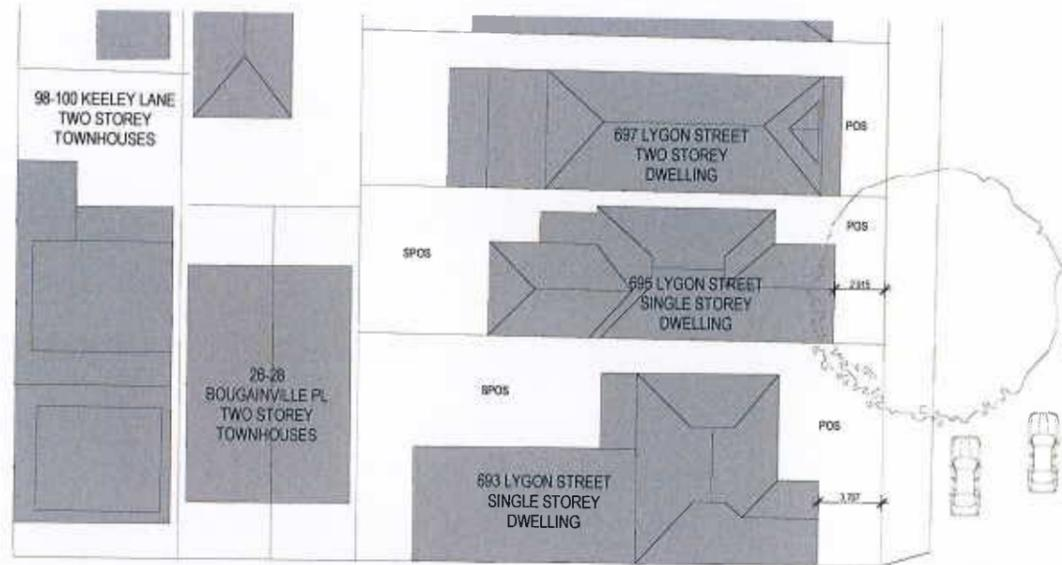 98-100 KEELEY LANE
TWO STOREY
TOWNHOUSES
697 LYGON STREET
TWO STOREY
DWELLING
POS
SPOS
POS
695 LYGON STREET
SINGLE STOREY
DWELLING
26-28
BOUGAINVILLE PL
TWO STOREY
TOWNHOUSES
SPOS
POS
693 LYGON STREET
SINGLE STOREY
DWELLING